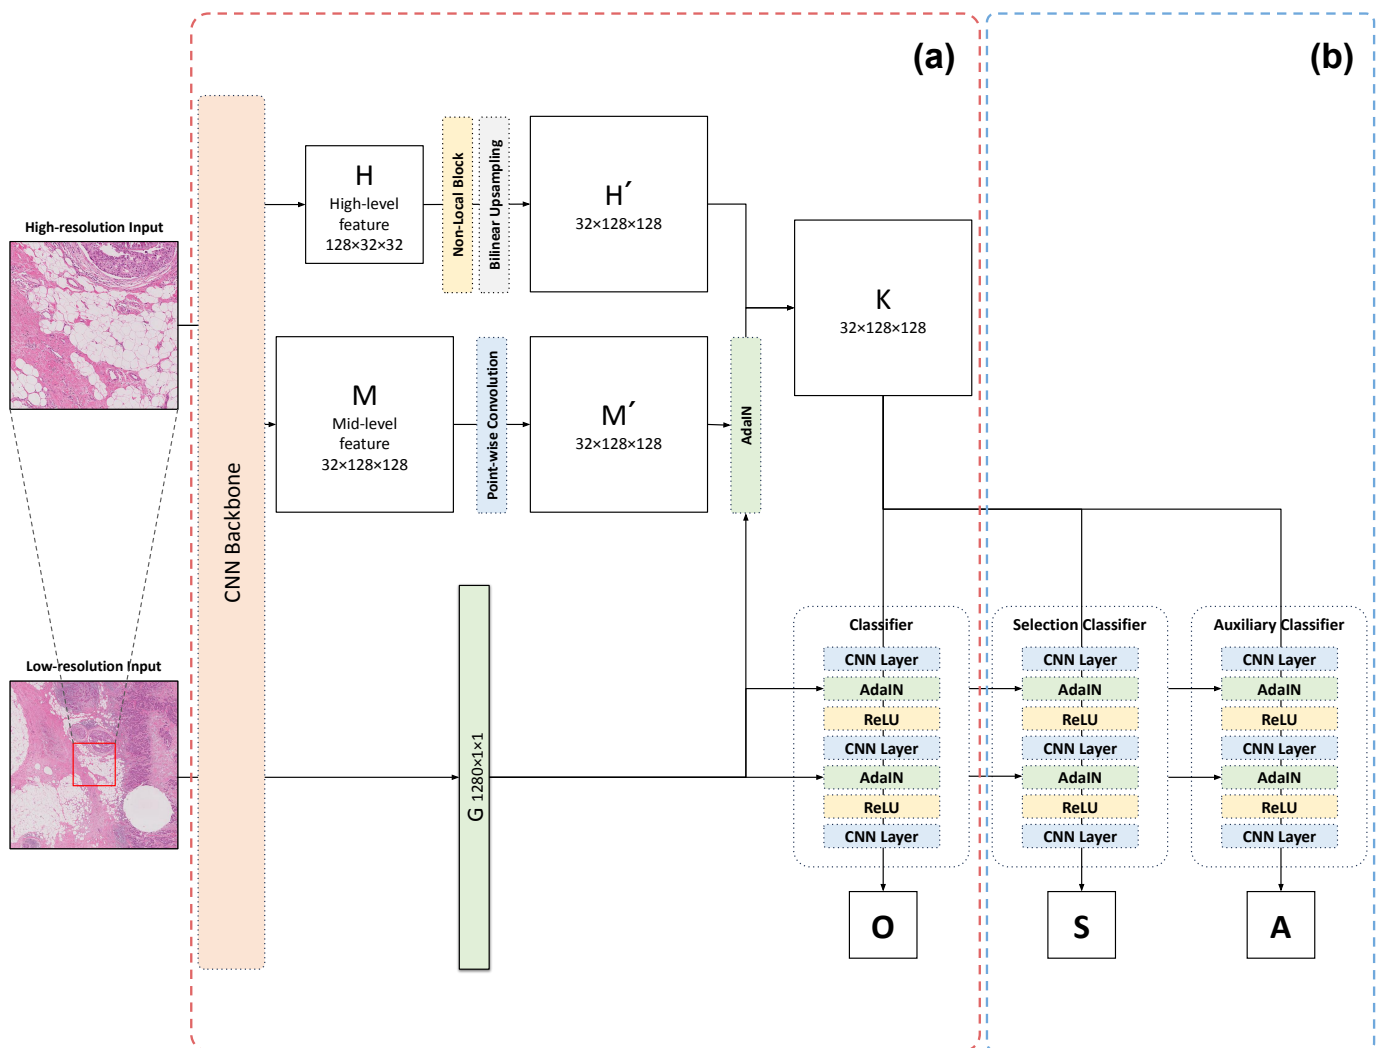 (a)
(b)
High-resolution Input
Low-resolution Input
CNN Backbone
H
High-level
feature
128×32×32
Non-Local Block
Bilinear Upsampling
H′
32×128×128
M
Mid-level
feature
32×128×128
Point-wise Convolution
M′
32×128×128
AdaIN
K
32×128×128
G 1280×1×1
Classifier
CNN Layer
AdaIN
ReLU
CNN Layer
AdaIN
ReLU
CNN Layer
O
Selection Classifier
CNN Layer
AdaIN
ReLU
CNN Layer
AdaIN
ReLU
CNN Layer
S
Auxiliary Classifier
CNN Layer
AdaIN
ReLU
CNN Layer
AdaIN
ReLU
CNN Layer
A